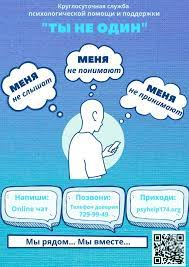 Круглосуточная служба
психологической помощи и поддержки
"ТЫ НЕ ОДИН"
МЕНЯ
не понимают
МЕНЯ
не слышат
МЕНЯ
не принимают
Напиши:
Online чат
Позвони:
Телефон доверия
729-99-49
Приходи:
psyhelp174.org
Мы рядом... Мы вместе...